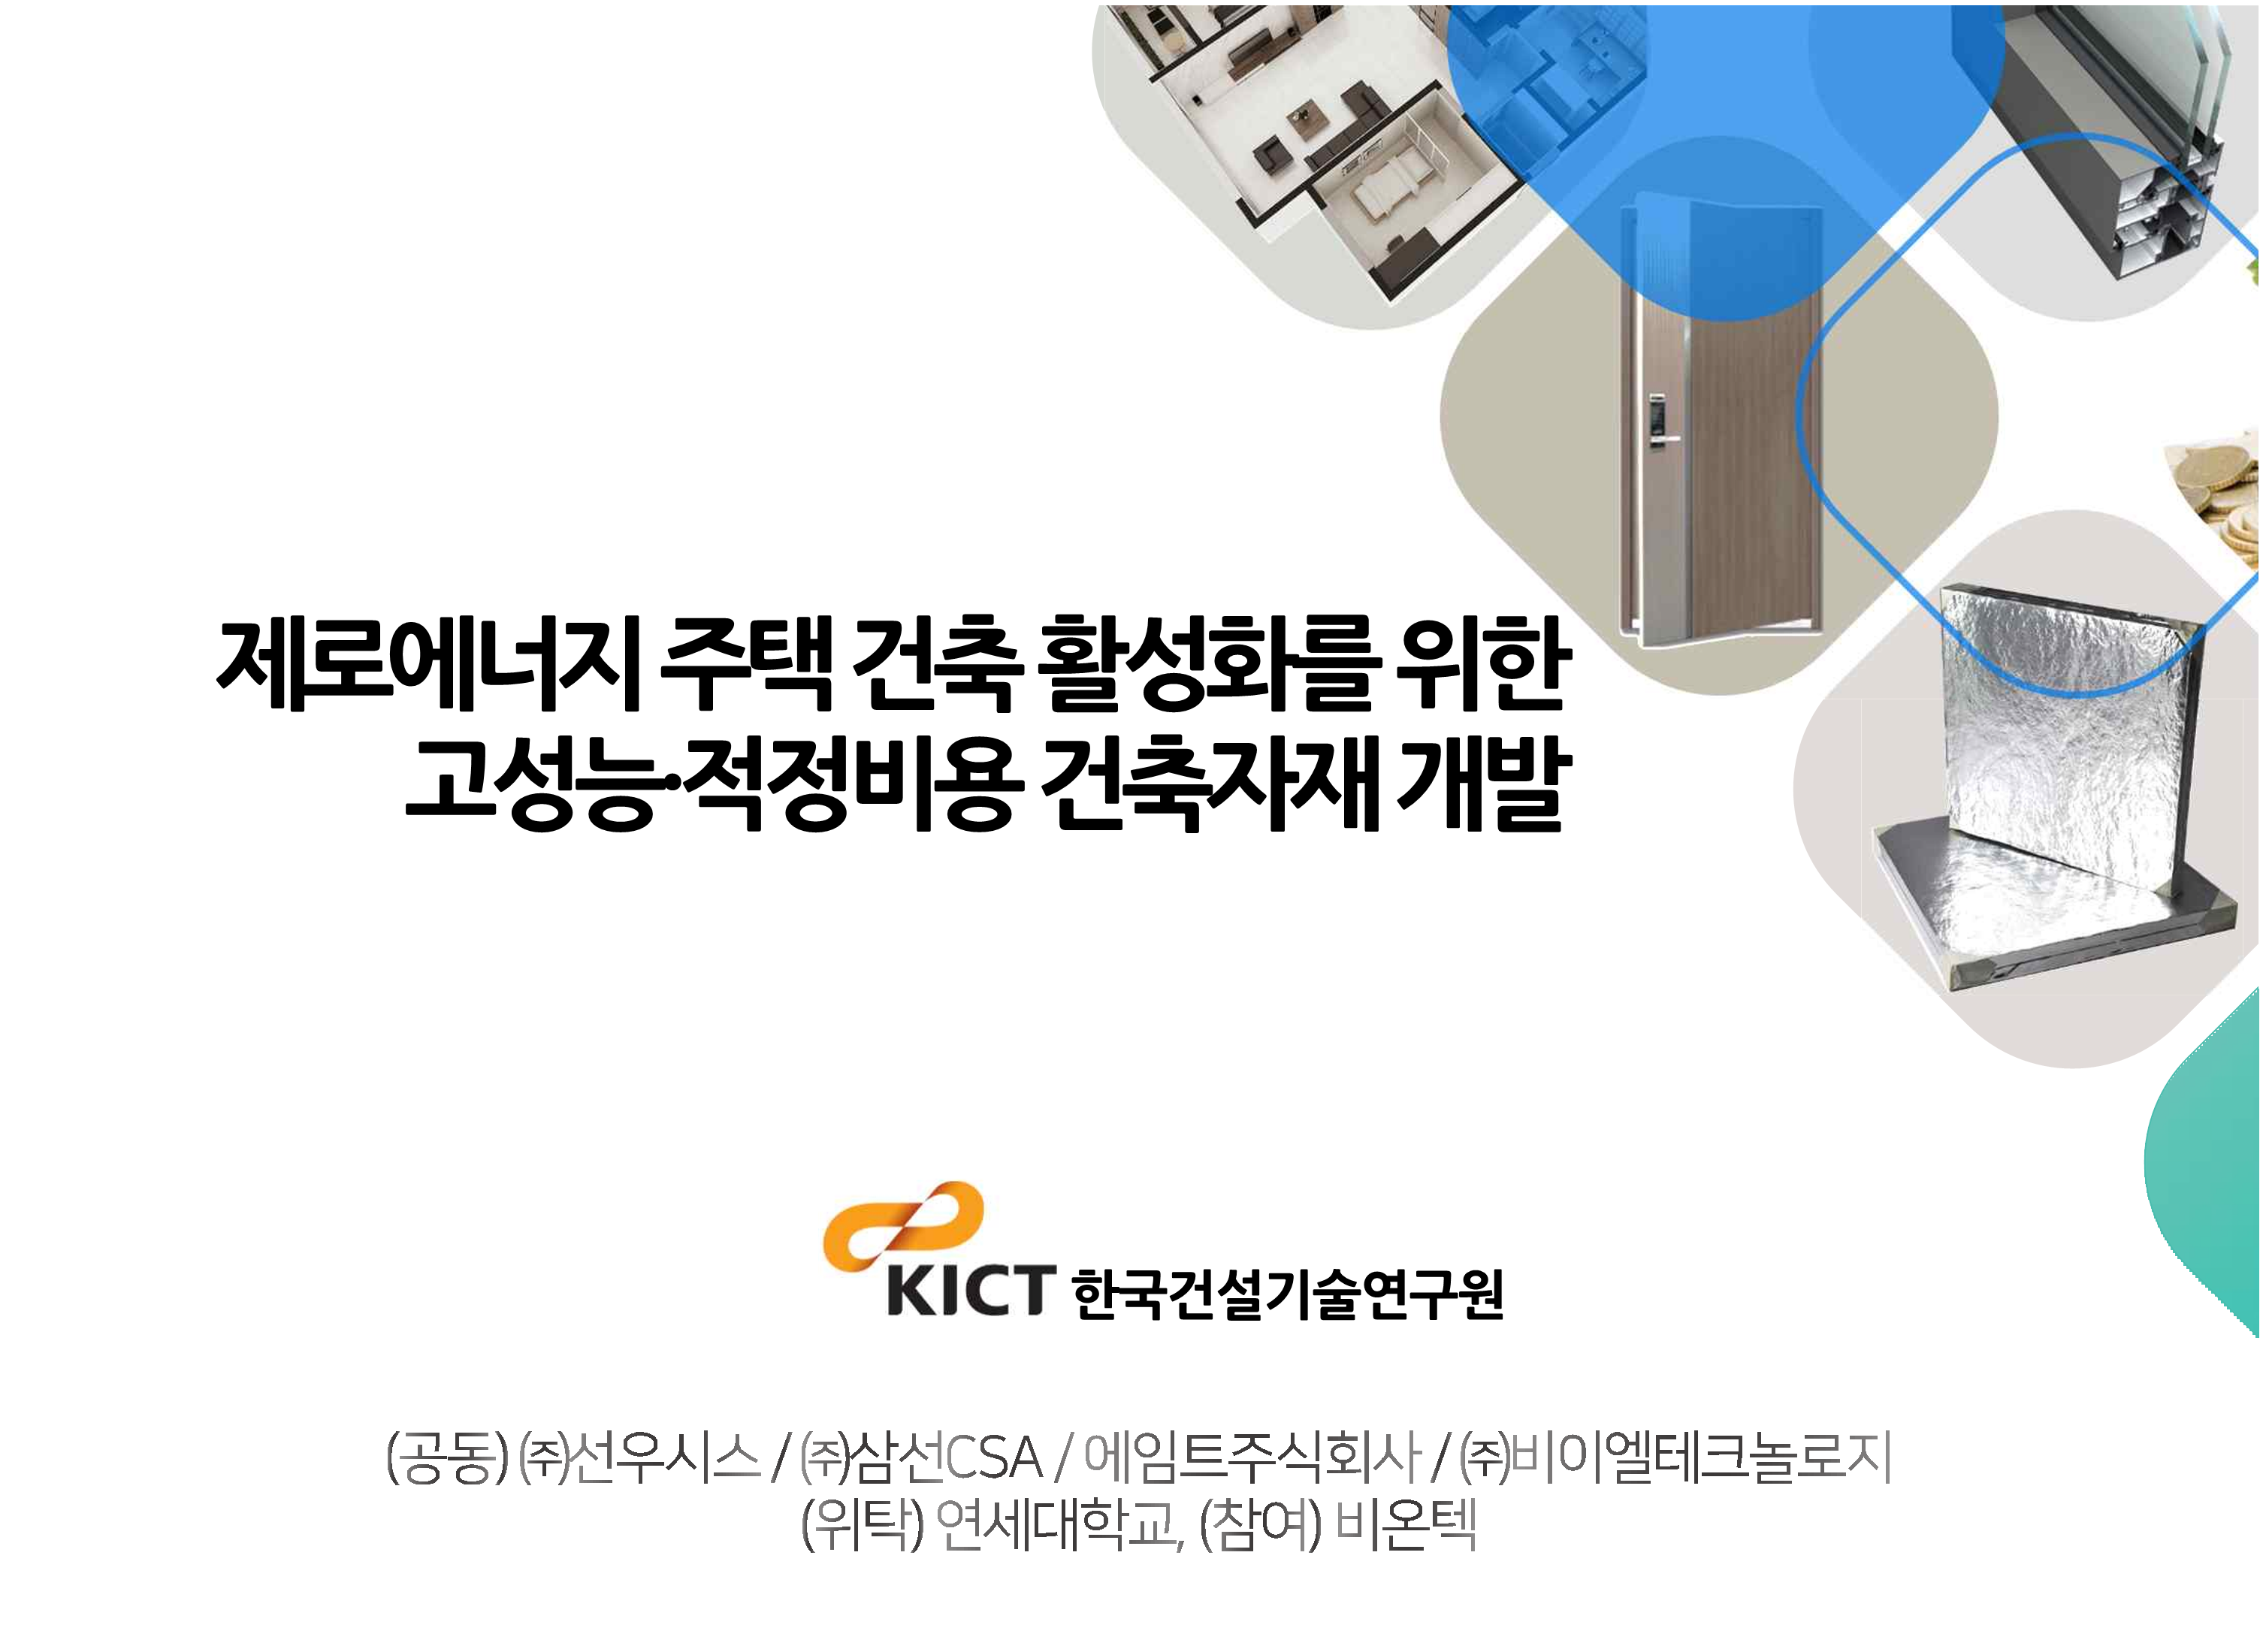 제로에너지 주택 건축 활성화를 위한
고성능·적정비용 건축자재 개발
KICT 한국건설기술연구원
(공동) ㈜선우시스 / ㈜삼선CSA / 에임트주식회사 / ㈜비이엘테크놀로지
(위탁) 연세대학교, (참여) 비온텍